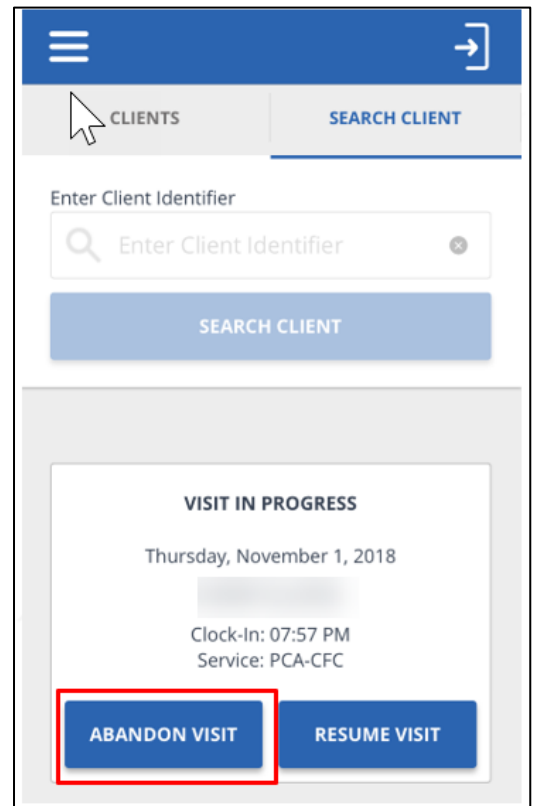 CLIENTS
SEARCH CLIENT
Enter Client Identifier
Enter Client Identifier
SEARCH CLIENT
VISIT IN PROGRESS
Thursday, November 1, 2018
Clock-In: 07:57 PM
Service: PCA-CFC
ABANDON VISIT
RESUME VISIT